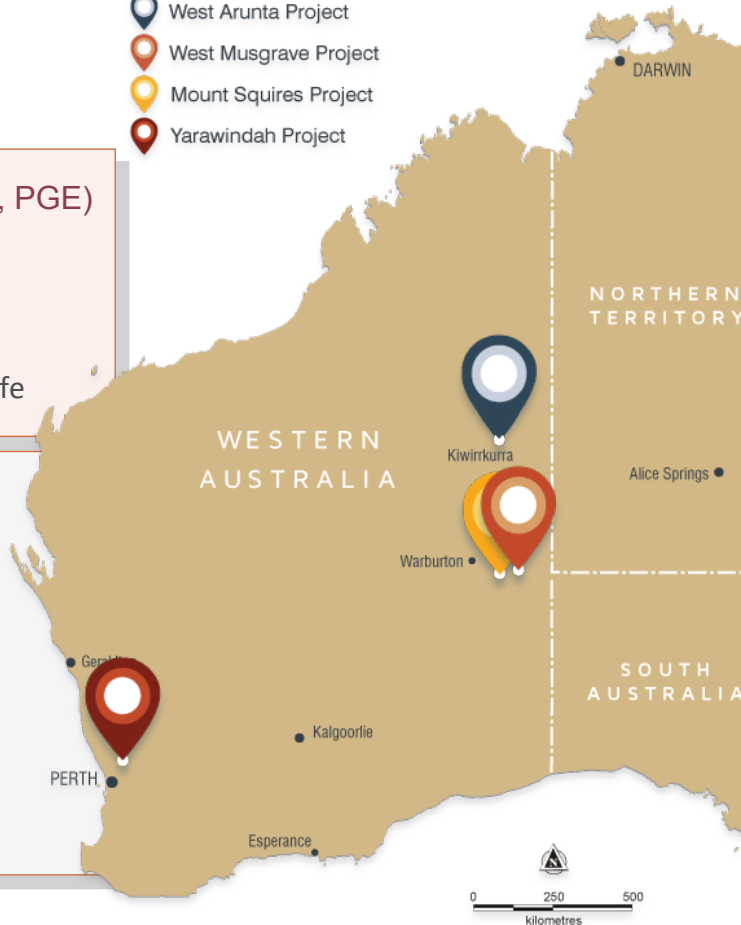 West Arunta Project
West Musgrave Project
Mount Squires Project
Yarawindah Project
DARWIN
, PGE)
NORTHERN
TERRITORY
fe
WESTERN
AUSTRALIA
Kiwirrkurra
Alice Springs
Warburton
SOUTH
AUSTRALIA
Kalgoorlie
PERTH
Esperance
N
0 250 500
kilometres